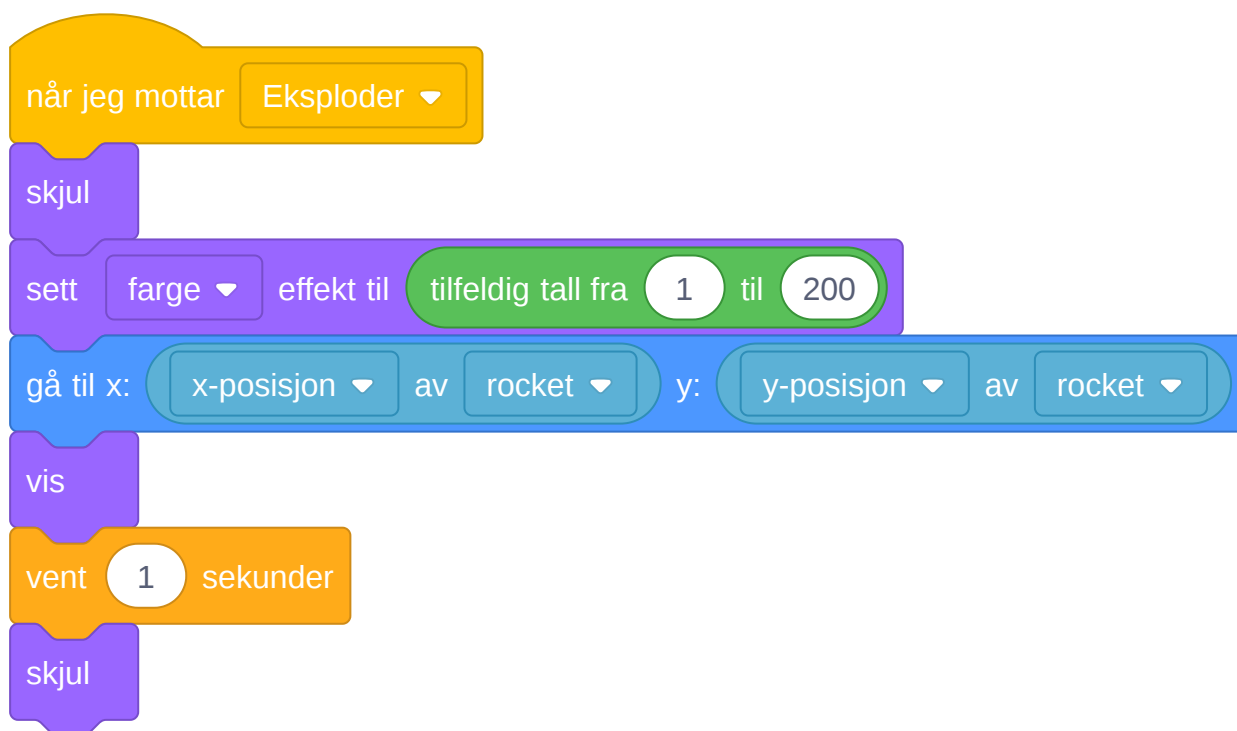 når jeg mottar Eksploder
skjul
sett farge effekt til tilfeldig tall fra 1 til 200
gå til x: x-posisjon av rocket y: y-posisjon av rocket
vis
vent 1 sekunder
skjul